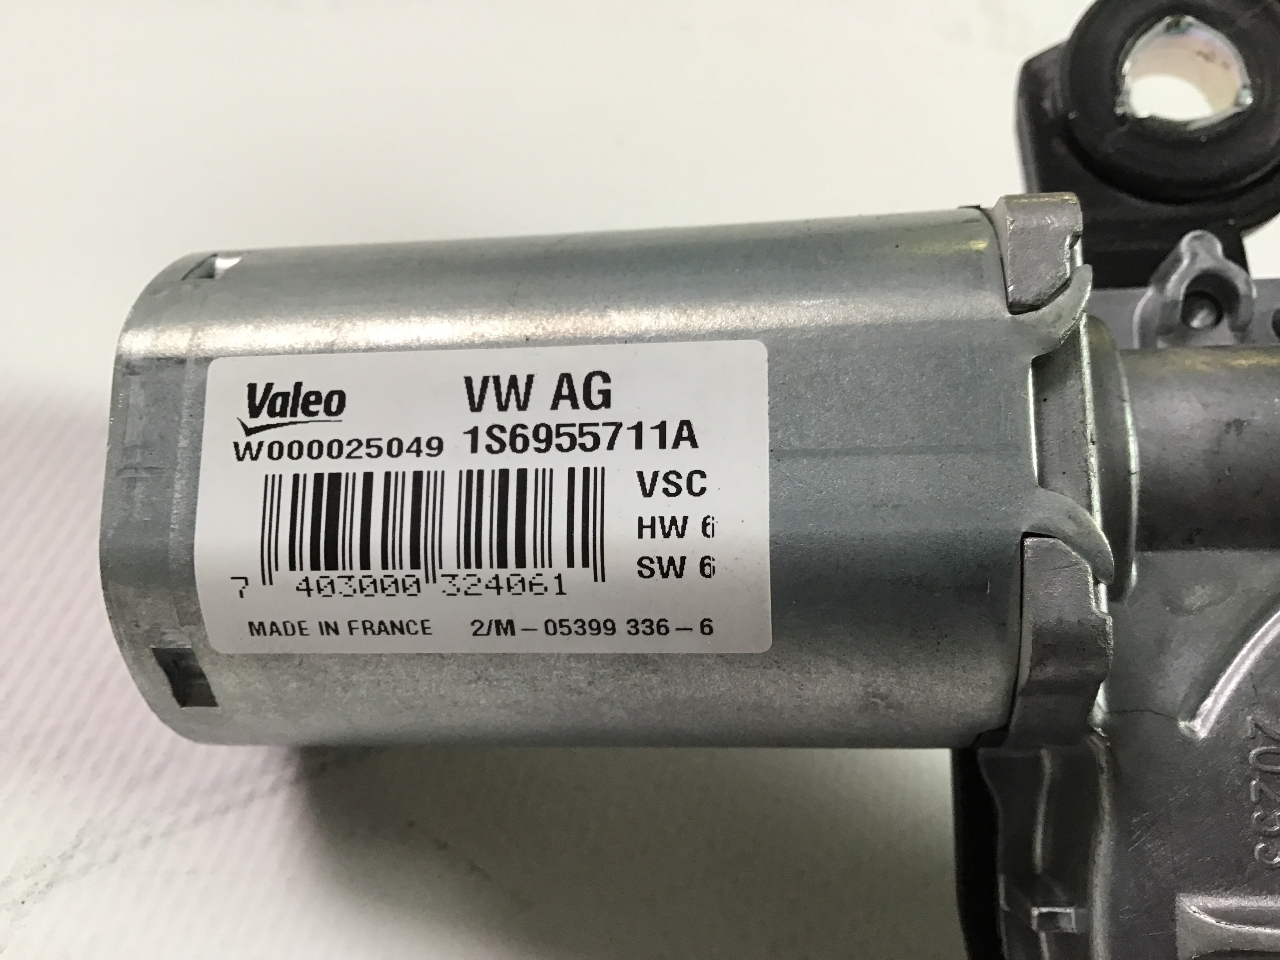 Valeo VW AG
W000025049 1S6955711A
VSC
HW 6
SW 6
7 403000 324061
MADE IN FRANCE 2/M-05399 336-6